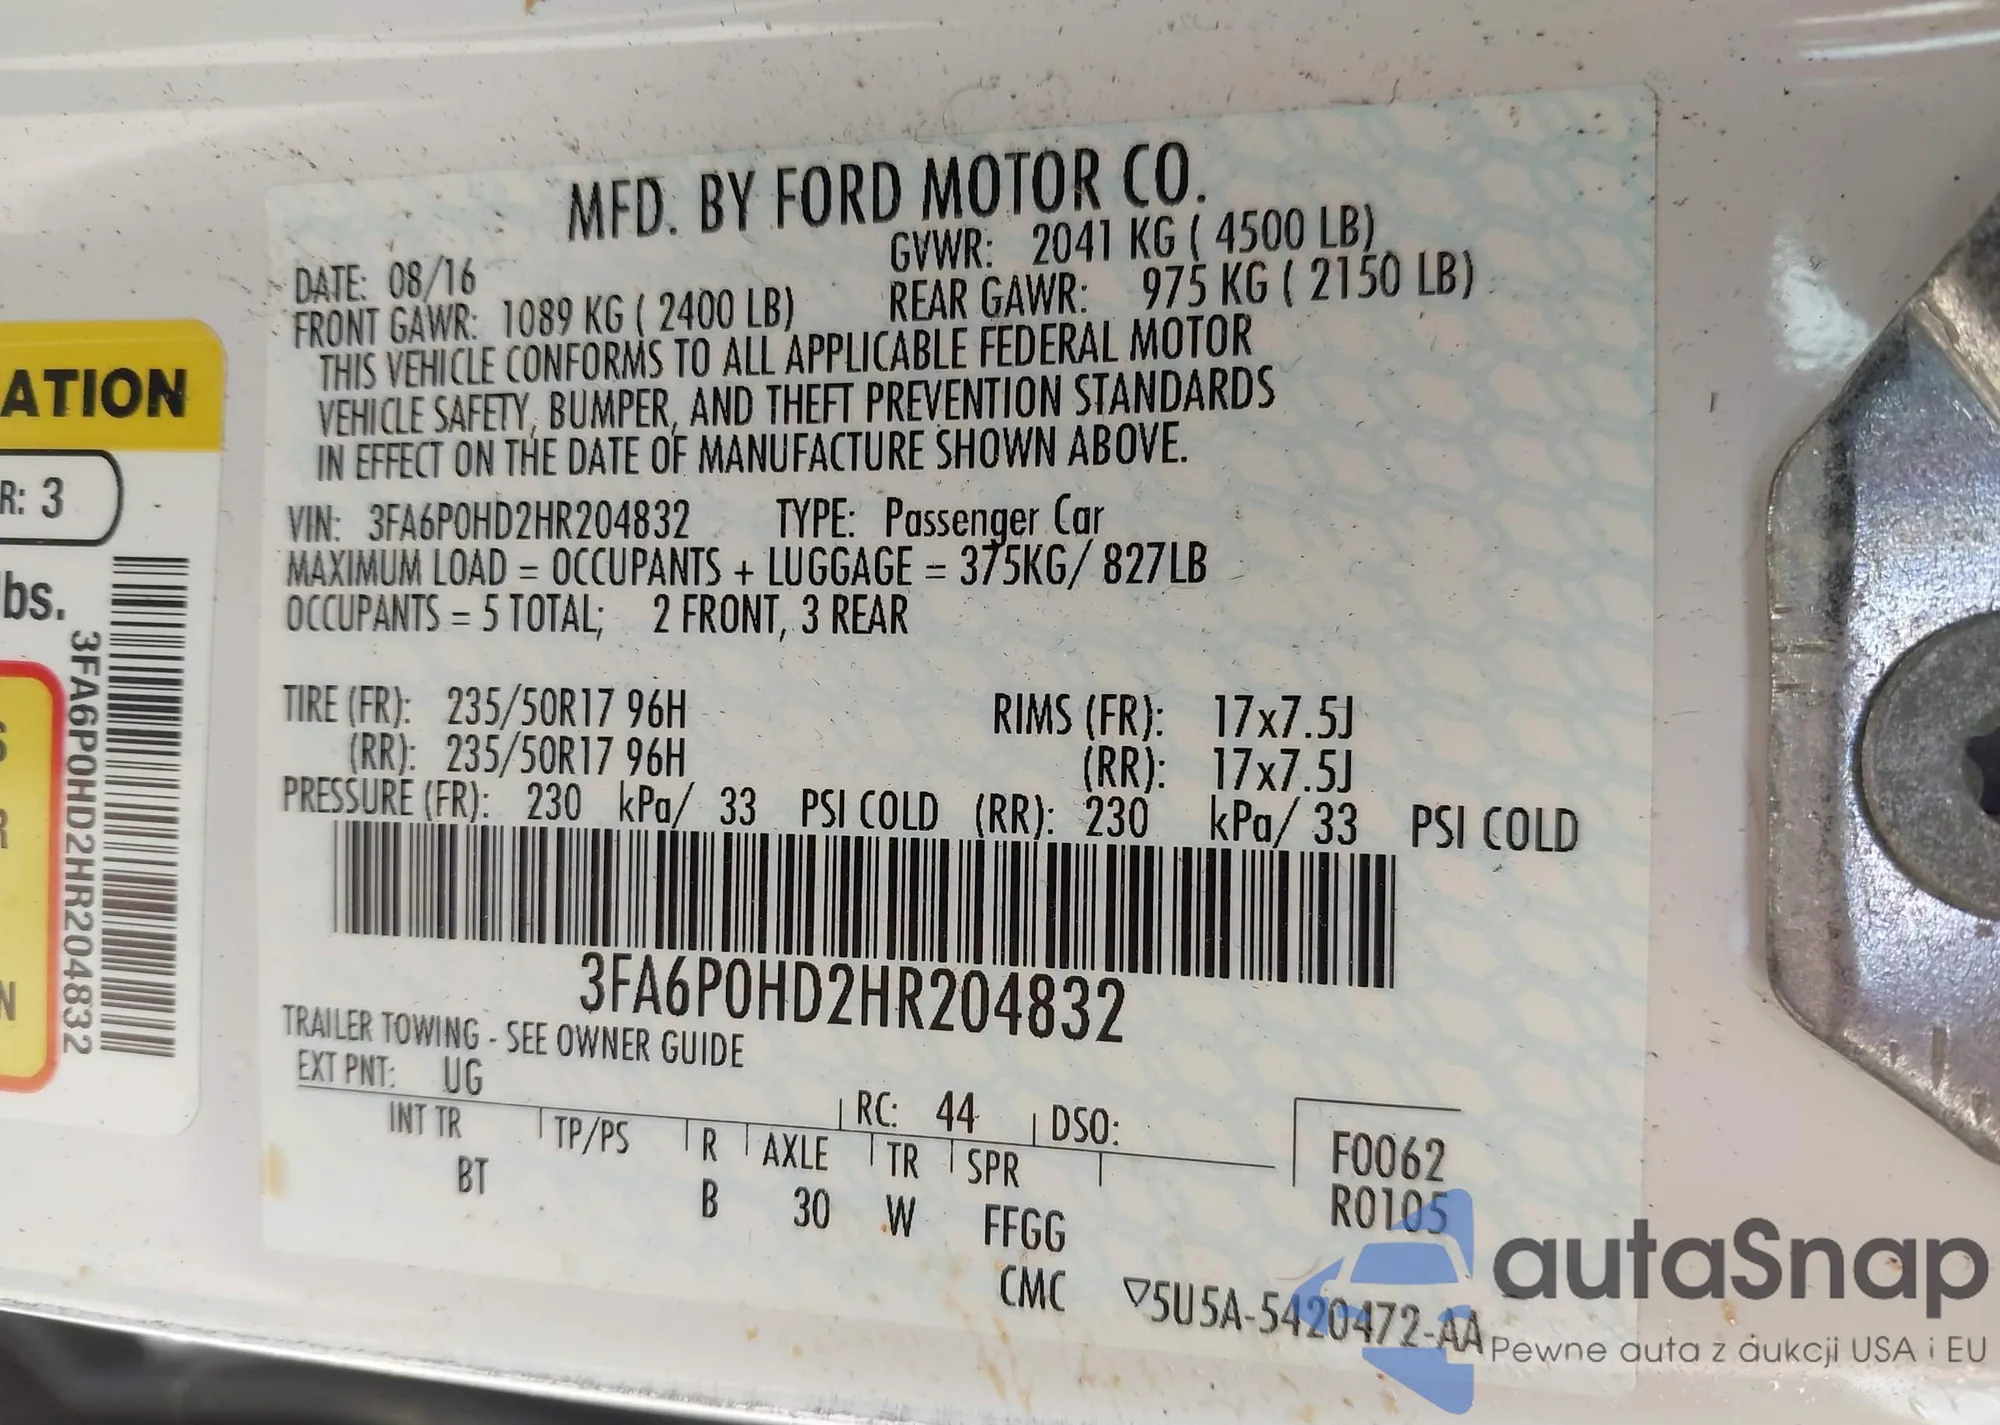 MFD. BY FORD MOTOR CO.
DATE: 08/16 GVWR: 2041 KG ( 4500 LB)
FRONT GAWR: 1089 KG ( 2400 LB) REAR GAWR: 975 KG ( 2150 LB)
THIS VEHICLE CONFORMS TO ALL APPLICABLE FEDERAL MOTOR
VEHICLE SAFETY, BUMPER, AND THEFT PREVENTION STANDARDS
IN EFFECT ON THE DATE OF MANUFACTURE SHOWN ABOVE.
VIN: 3FA6P0HD2HR204832 TYPE: Passenger Car
MAXIMUM LOAD = OCCUPANTS + LUGGAGE = 375KG/ 827LB
OCCUPANTS = 5 TOTAL; 2 FRONT, 3 REAR
TIRE (FR): 235/50R17 96H RIMS (FR): 17x7.5J
(RR): 235/50R17 96H (RR): 17x7.5J
PRESSURE (FR): 230 kPa/ 33 PSI COLD (RR): 230 kPa/ 33 PSI COLD
3FA6P0HD2HR204832
TRAILER TOWING - SEE OWNER GUIDE
EXT PNT: UG RC: 44 DSO:
INT TR TP/PS R AXLE TR SPR F0062
BT B 30 W FFGG R0105
CMC ▽5U5A-5420472-AA
ATION
R: 3
lbs.
3FA6P0HD2HR204832
S
R
N
autaSnap
Pewne auta z aukcji USA i EU